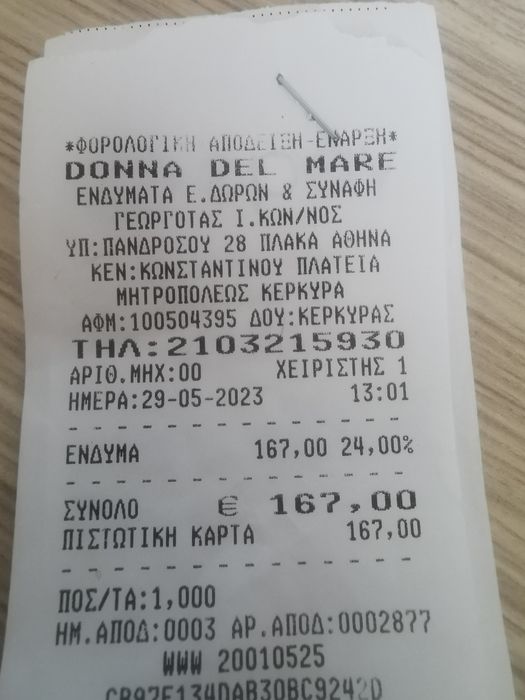 *ΦΟΡΟΛΟΓΙΚΗ ΑΠΟΔΕΙΞΗ-ΕΝΑΡΞΗ*
DONNA DEL MARE
ΕΝΔΥΜΑΤΑ Ε.ΔΩΡΩΝ & ΣΥΝΑΦΗ
ΓΕΩΡΓΟΤΑΣ Ι.ΚΩΝ/ΝΟΣ
ΥΠ:ΠΑΝΔΡΟΣΟΥ 28 ΠΛΑΚΑ ΑΘΗΝΑ
ΚΕΝ:ΚΩΝΣΤΑΝΤΙΝΟΥ ΠΛΑΤΕΙΑ
ΜΗΤΡΟΠΟΛΕΩΣ ΚΕΡΚΥΡΑ
ΑΦΜ:100504395 ΔΟΥ:ΚΕΡΚΥΡΑΣ
ΤΗΛ:2103215930
ΑΡΙΘ.ΜΗΧ:00 ΧΕΙΡΙΣΤΗΣ 1
ΗΜΕΡΑ:29-05-2023 13:01
ΕΝΔΥΜΑ 167,00 24,00%
ΣΥΝΟΛΟ € 167,00
ΠΙΣΤΩΤΙΚΗ ΚΑΡΤΑ 167,00
ΠΟΣ/ΤΑ:1,000
ΗΜ.ΑΠΟΔ:0003 ΑΡ.ΑΠΟΔ:0002877
WWW 20010525